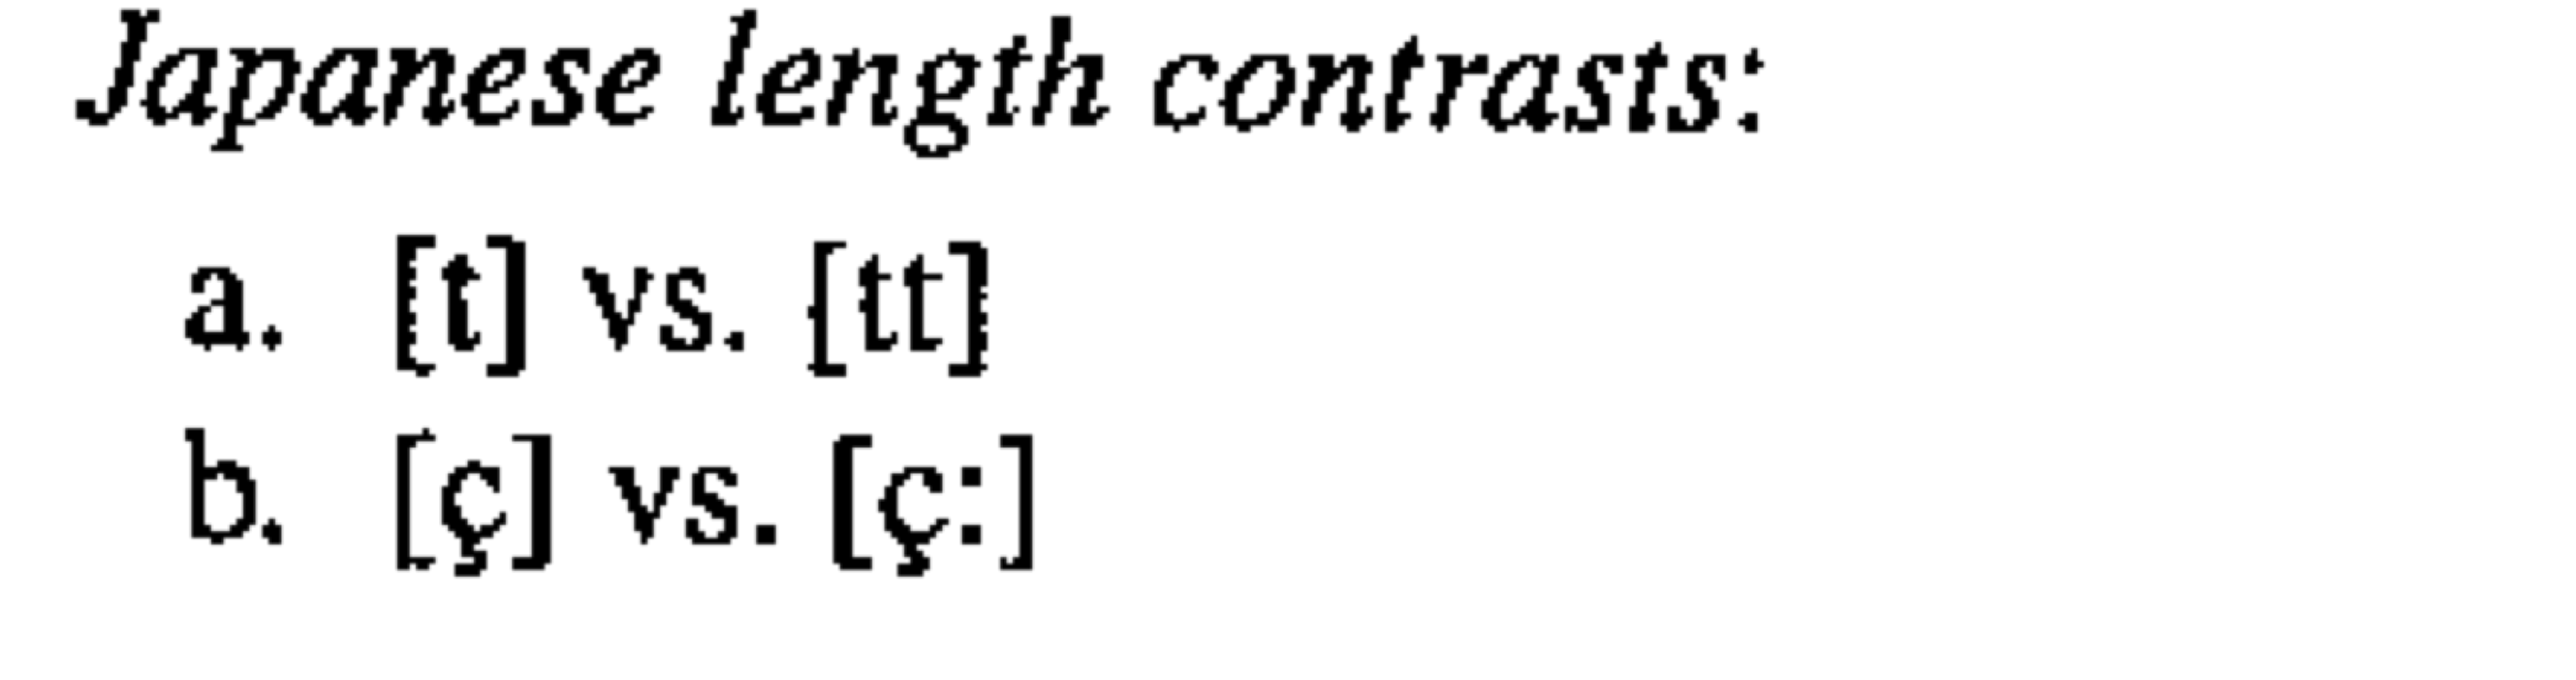 Japanese length contrasts:
a. [t] vs. [tt]
b. [ç] vs. [ç:]